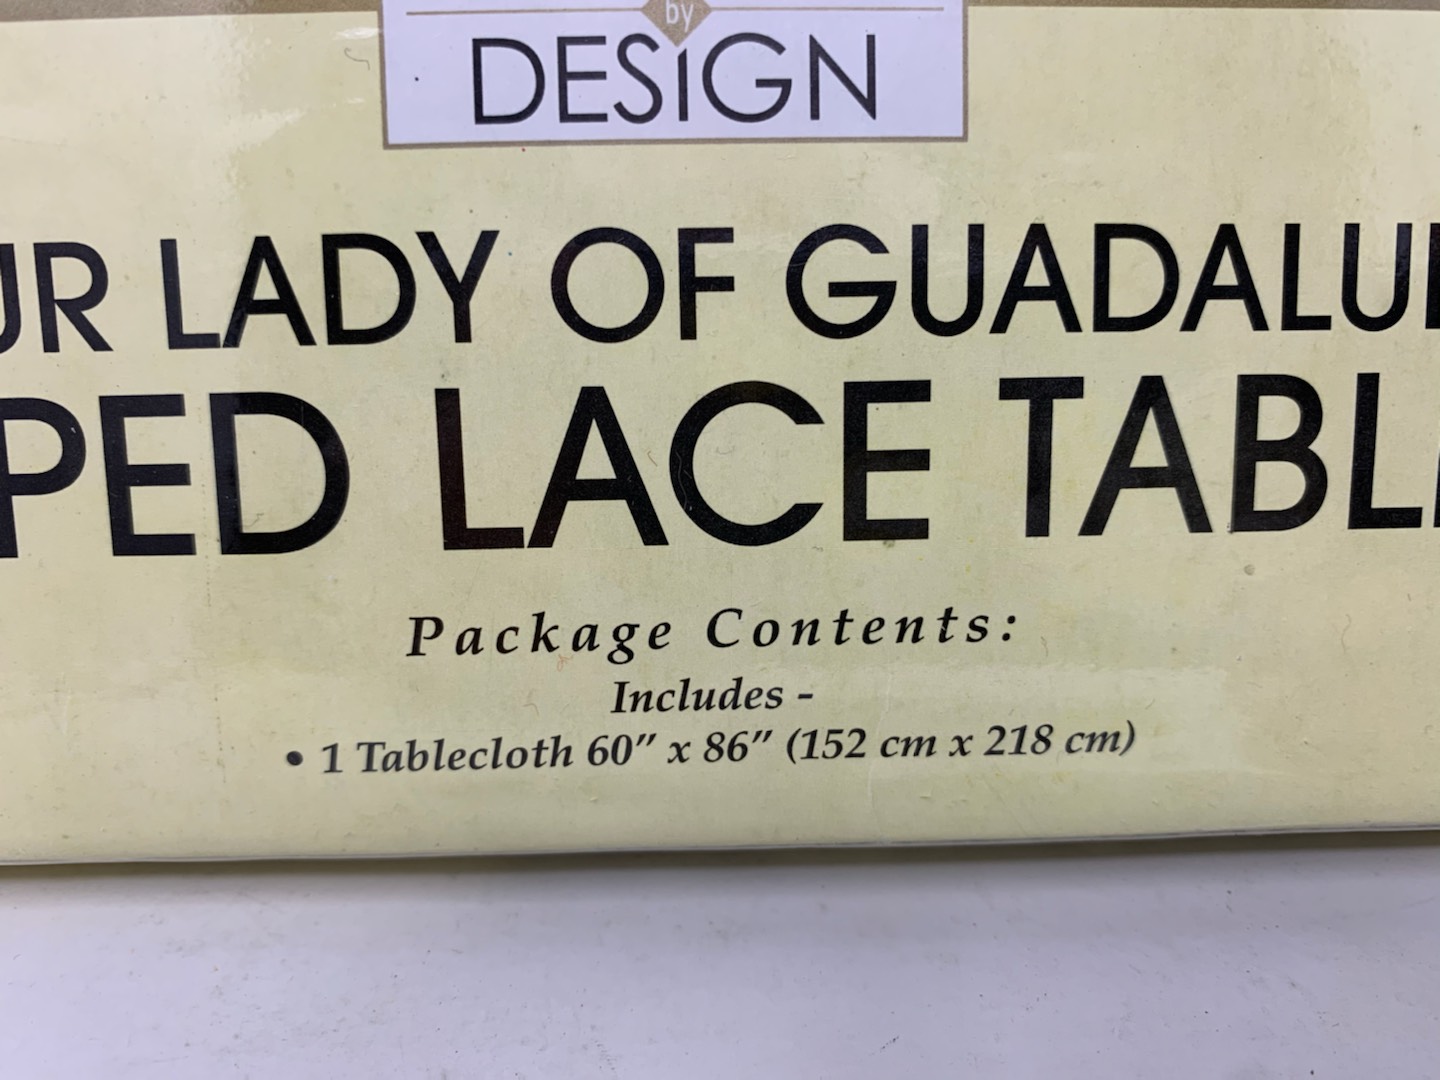 by
DESIGN
UR LADY OF GUADALU
PED LACE TABL
Package Contents:
Includes -
• 1 Tablecloth 60” x 86” (152 cm x 218 cm)